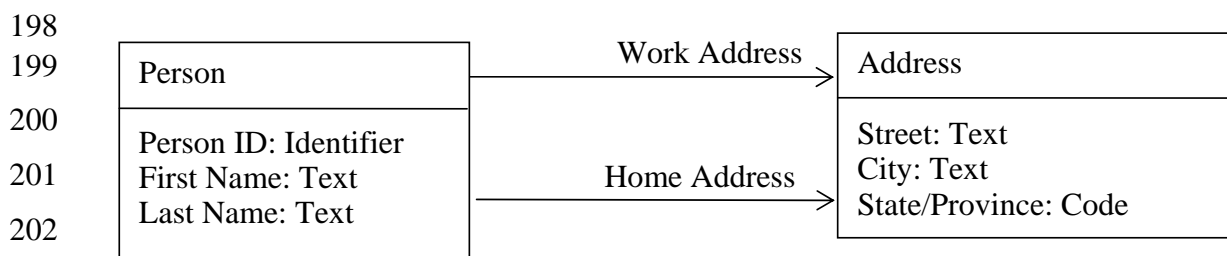 198
199
Person
Work Address
Address
200
Person ID: Identifier
Street: Text
City: Text
201
First Name: Text
Home Address
State/Province: Code
Last Name: Text
202